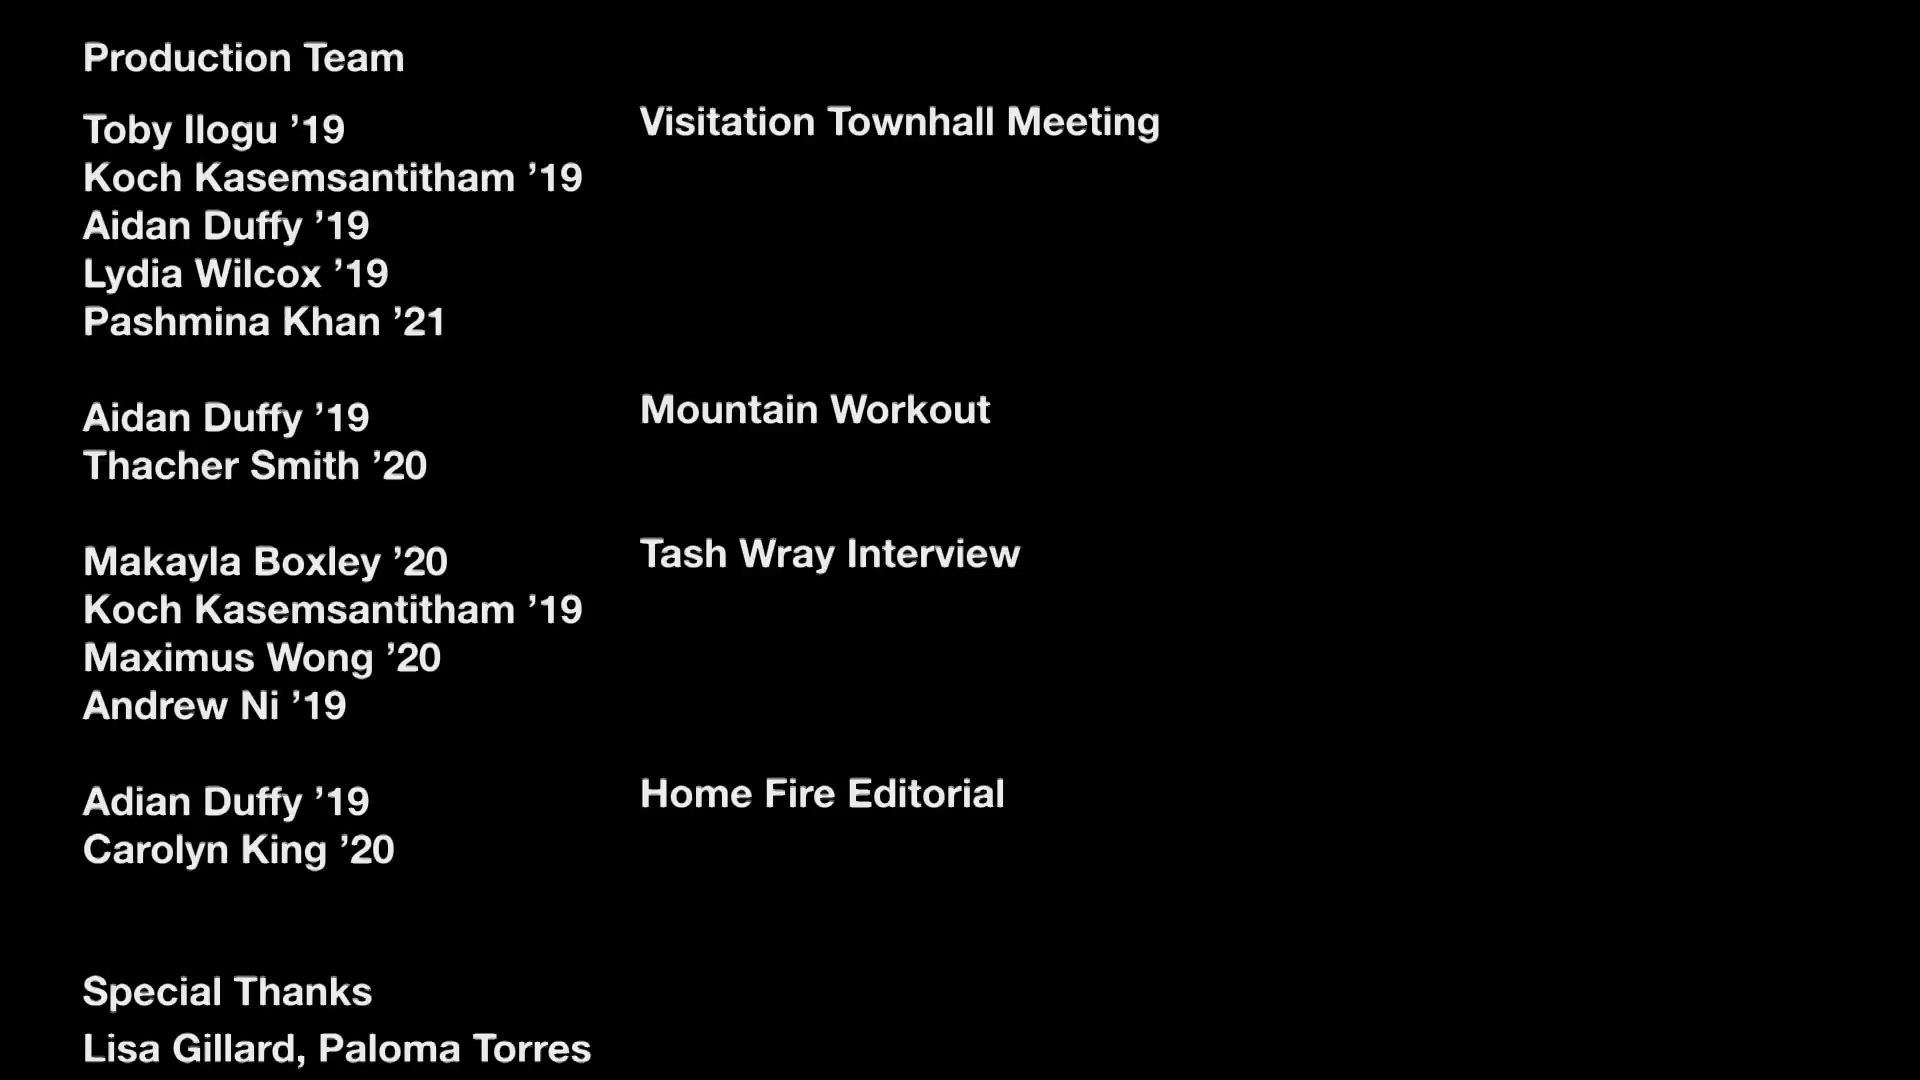 Production Team
Toby Ilogu ’19
Visitation Townhall Meeting
Koch Kasemsantitham ’19
Aidan Duffy ’19
Lydia Wilcox ’19
Pashmina Khan ’21
Aidan Duffy ’19
Mountain Workout
Thacher Smith ’20
Makayla Boxley ’20
Tash Wray Interview
Koch Kasemsantitham ’19
Maximus Wong ’20
Andrew Ni ’19
Adian Duffy ’19
Home Fire Editorial
Carolyn King ’20
Special Thanks
Lisa Gillard, Paloma Torres